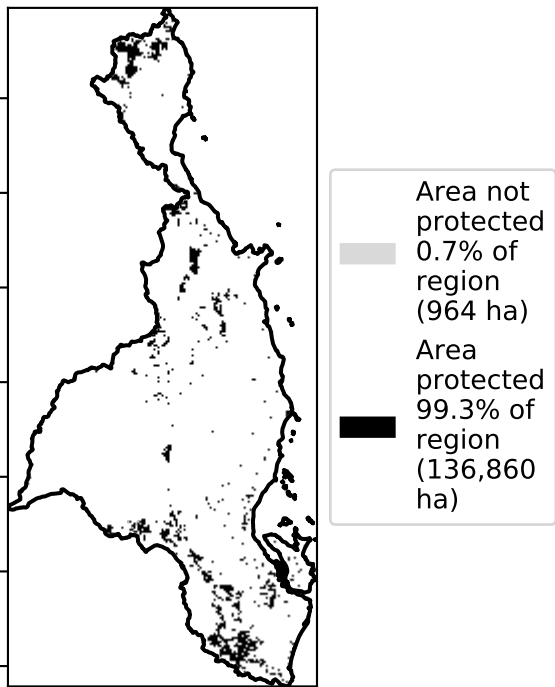 Area not
protected
0.7% of
region
(964 ha)
Area
protected
99.3% of
region
(136,860
ha)